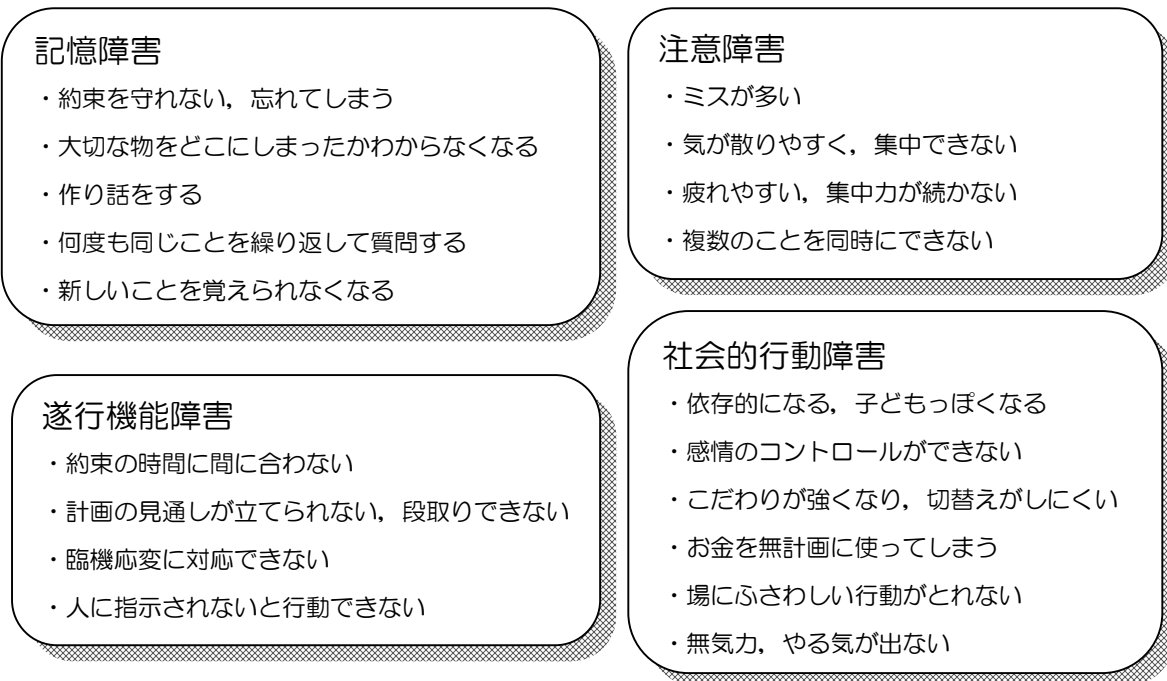 記憶障害
・約束を守れない，忘れてしまう
・大切な物をどこにしまったかわからなくなる
・作り話をする
・何度も同じことを繰り返して質問する
・新しいことを覚えられなくなる
注意障害
・ミスが多い
・気が散りやすく，集中できない
・疲れやすい，集中力が続かない
・複数のことを同時にできない
遂行機能障害
・約束の時間に間に合わない
・計画の見通しが立てられない，段取りできない
・臨機応変に対応できない
・人に指示されないと行動できない
社会的行動障害
・依存的になる，子どもっぽくなる
・感情のコントロールができない
・こだわりが強くなり，切替えがしにくい
・お金を無計画に使ってしまう
・場にふさわしい行動がとれない
・無気力，やる気が出ない